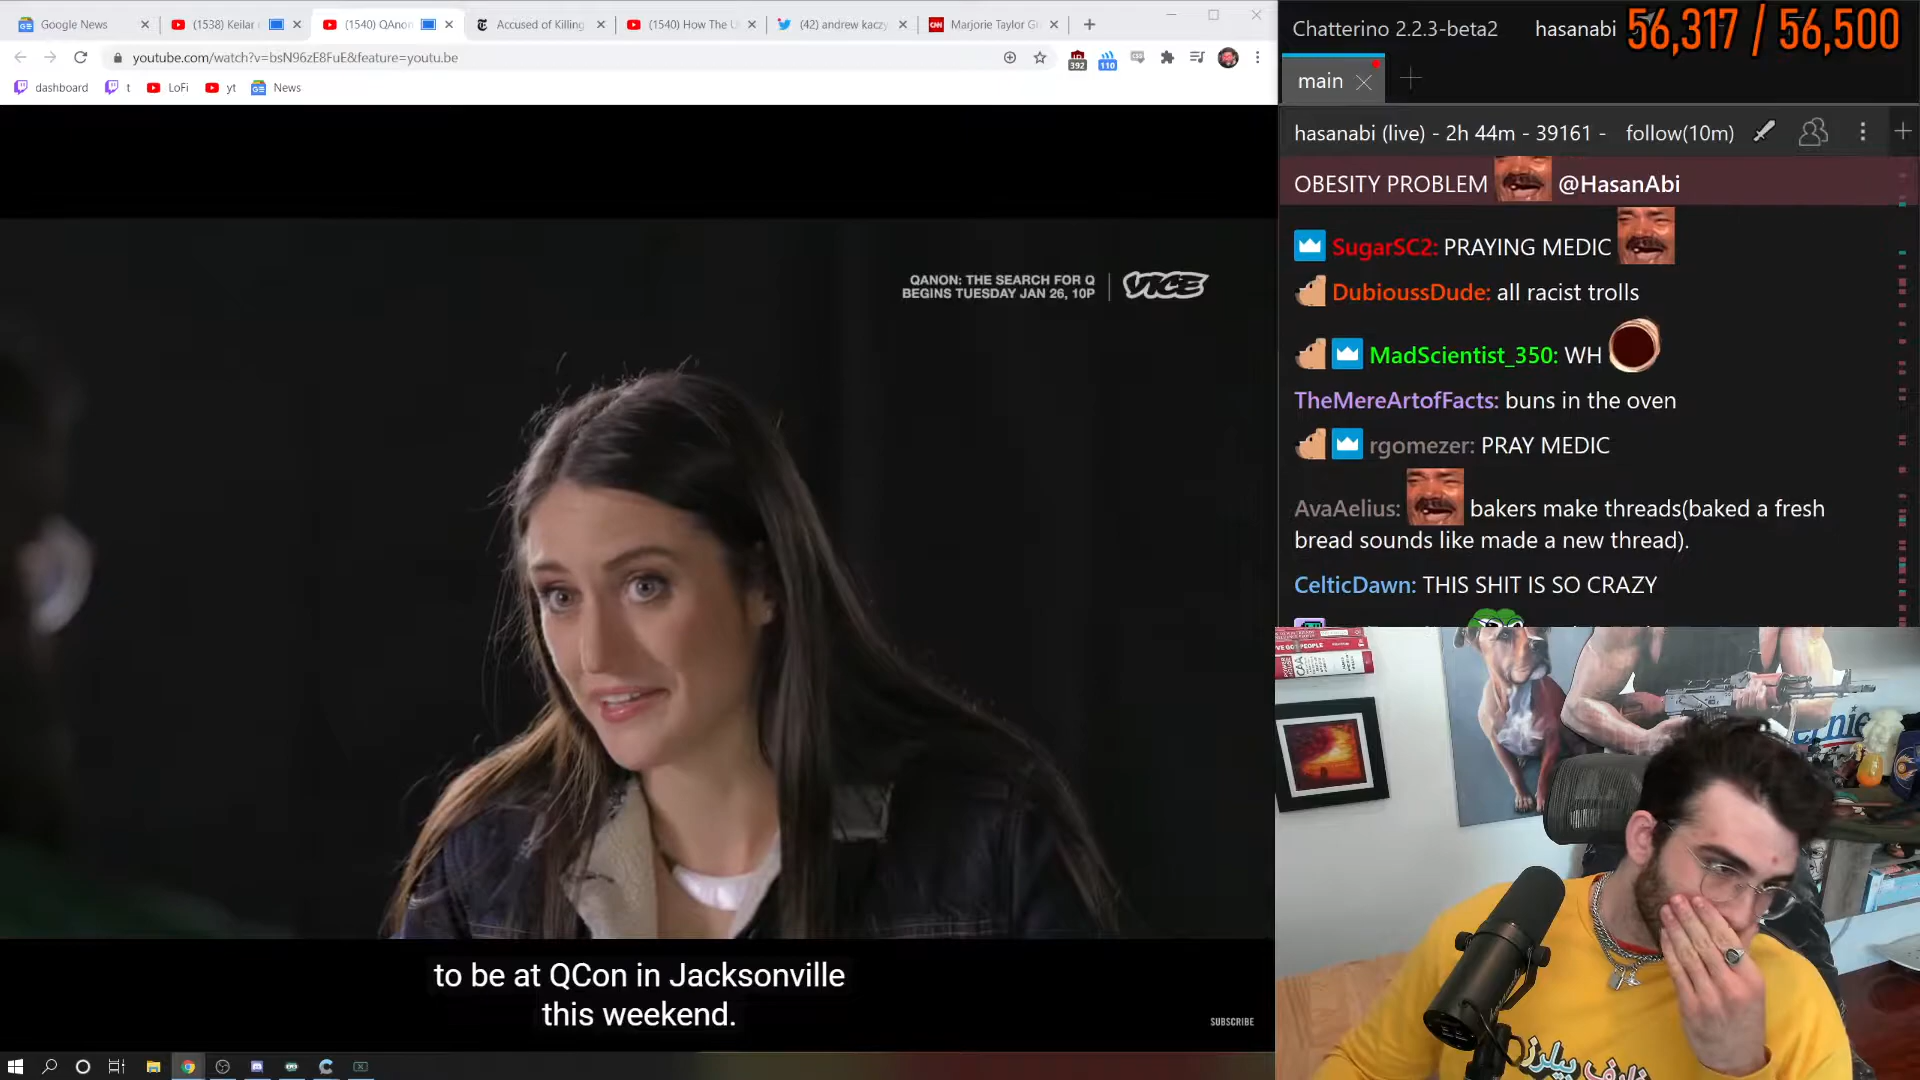 Google News
(1538) Keilar
(1540) QAnon
Accused of Killing
(1540) How The U
(42) andrew kaczy
CNN
Marjorie Taylor Gr
youtube.com/watch?v=bsN96zE8FuE&feature=youtu.be
392
110
dashboard
t
LoFi
yt
News
QANON: THE SEARCH FOR Q
BEGINS TUESDAY JAN 26, 10P
VICE
to be at QCon in Jacksonville
this weekend.
SUBSCRIBE
Chatterino 2.2.3-beta2
hasanabi
56,317 / 56,500
main
hasanabi (live) - 2h 44m - 39161 - follow(10m)
OBESITY PROBLEM @HasanAbi
SugarSC2: PRAYING MEDIC
DubioussDude: all racist trolls
MadScientist_350: WH
TheMereArtofFacts: buns in the oven
rgomezer: PRAY MEDIC
AvaAelius: bakers make threads(baked a fresh
bread sounds like made a new thread).
CelticDawn: THIS SHIT IS SO CRAZY